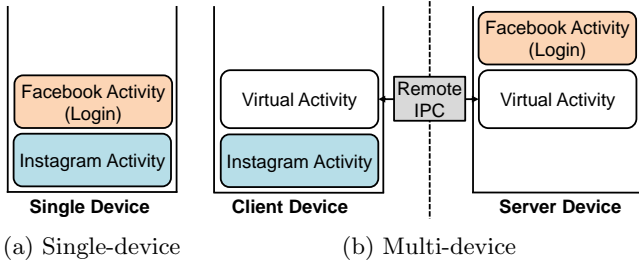 Facebook Activity
(Login)
Instagram Activity
Single Device
(a) Single-device
Virtual Activity
Instagram Activity
Client Device
Remote
IPC
Facebook Activity
(Login)
Virtual Activity
Server Device
(b) Multi-device